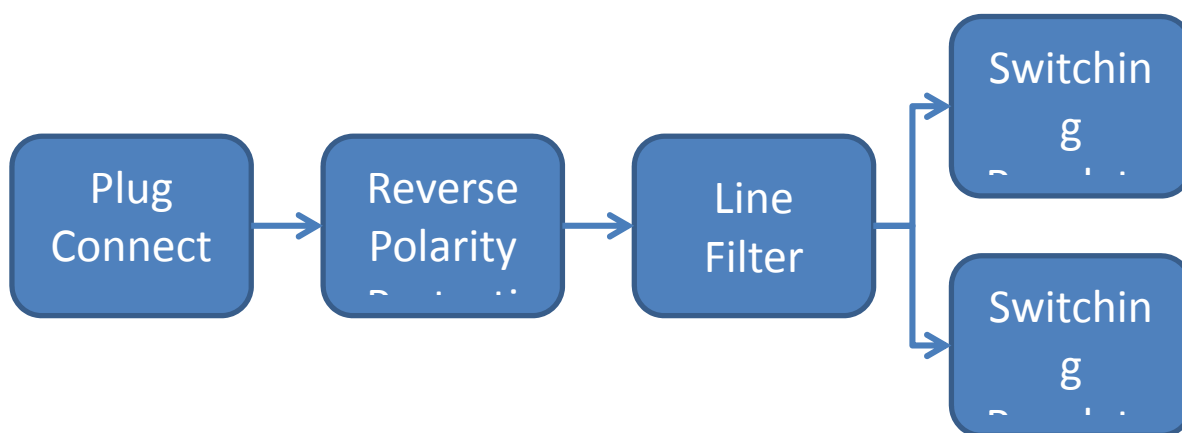 Plug
Connect
Reverse
Polarity
Line
Filter
Switchin
g
Switchin
g